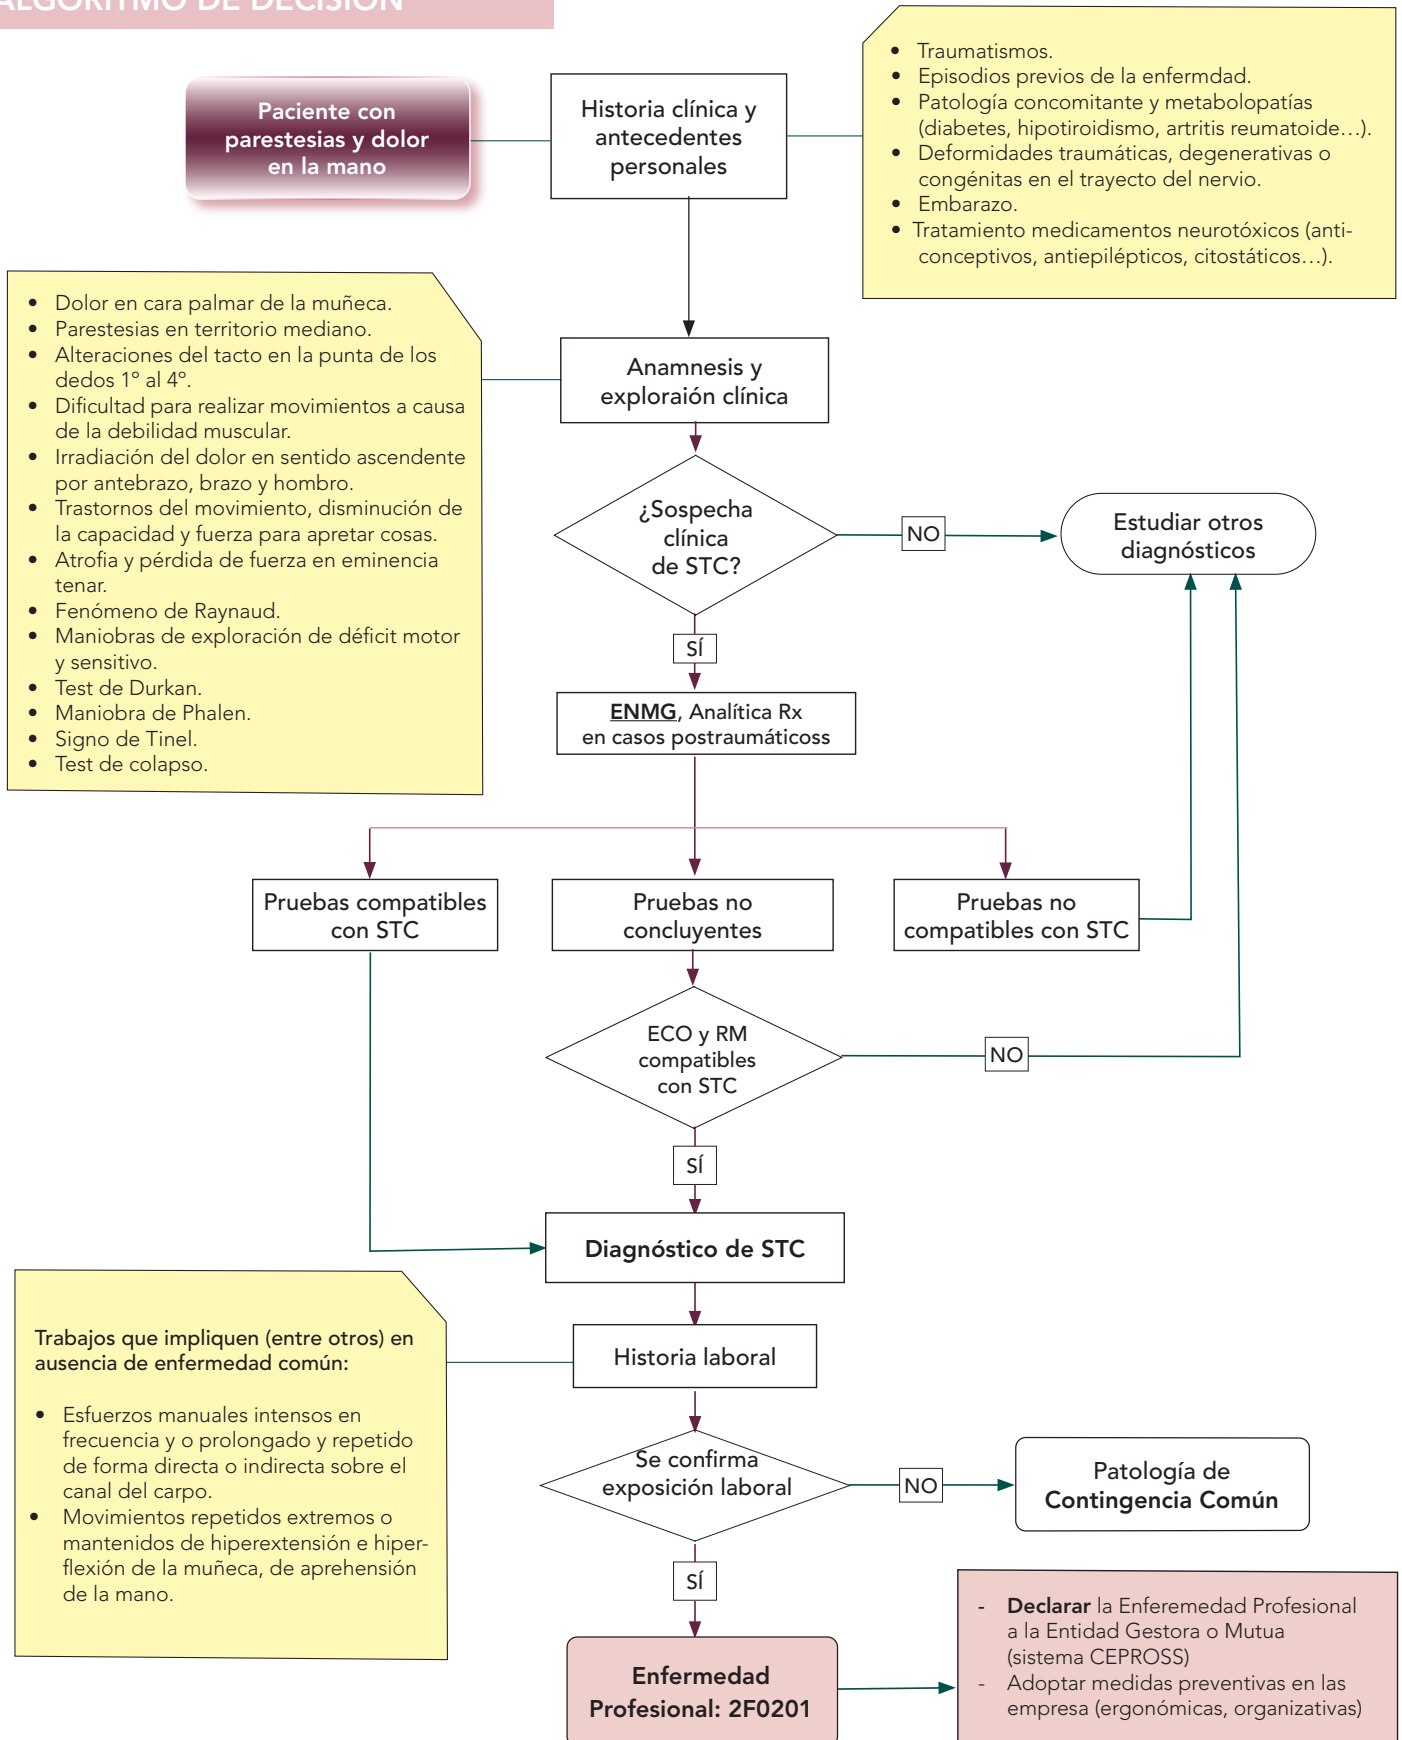 ALGORITMO DE DECISIÓN
Paciente con
parestesias y dolor
en la mano
Historia clínica y
antecedentes
personales
• Traumatismos.
• Episodios previos de la enfermdad.
• Patología concomitante y metabolopatías
(diabetes, hipotiroidismo, artritis reumatoide…).
• Deformidades traumáticas, degenerativas o
congénitas en el trayecto del nervio.
• Embarazo.
• Tratamiento medicamentos neurotóxicos (anti-
conceptivos, antiepilépticos, citostáticos…).
• Dolor en cara palmar de la muñeca.
• Parestesias en territorio mediano.
• Alteraciones del tacto en la punta de los
dedos 1º al 4º.
• Dificultad para realizar movimientos a causa
de la debilidad muscular.
• Irradiación del dolor en sentido ascendente
por antebrazo, brazo y hombro.
• Trastornos del movimiento, disminución de
la capacidad y fuerza para apretar cosas.
• Atrofia y pérdida de fuerza en eminencia
tenar.
• Fenómeno de Raynaud.
• Maniobras de exploración de déficit motor
y sensitivo.
• Test de Durkan.
• Maniobra de Phalen.
• Signo de Tinel.
• Test de colapso.
Anamnesis y
exploraión clínica
¿Sospecha
clínica
de STC?
NO
Estudiar otros
diagnósticos
SÍ
ENMG, Analítica Rx
en casos postraumáticoss
Pruebas compatibles
con STC
Pruebas no
concluyentes
Pruebas no
compatibles con STC
ECO y RM
compatibles
con STC
NO
SÍ
Diagnóstico de STC
Trabajos que impliquen (entre otros) en
ausencia de enfermedad común:
• Esfuerzos manuales intensos en
frecuencia y o prolongado y repetido
de forma directa o indirecta sobre el
canal del carpo.
• Movimientos repetidos extremos o
mantenidos de hiperextensión e hiper-
flexión de la muñeca, de aprehensión
de la mano.
Historia laboral
Se confirma
exposición laboral
NO
Patología de
Contingencia Común
SÍ
Enfermedad
Profesional: 2F0201
- Declarar la Enferemedad Profesional
a la Entidad Gestora o Mutua
(sistema CEPROSS)
- Adoptar medidas preventivas en las
empresa (ergonómicas, organizativas)